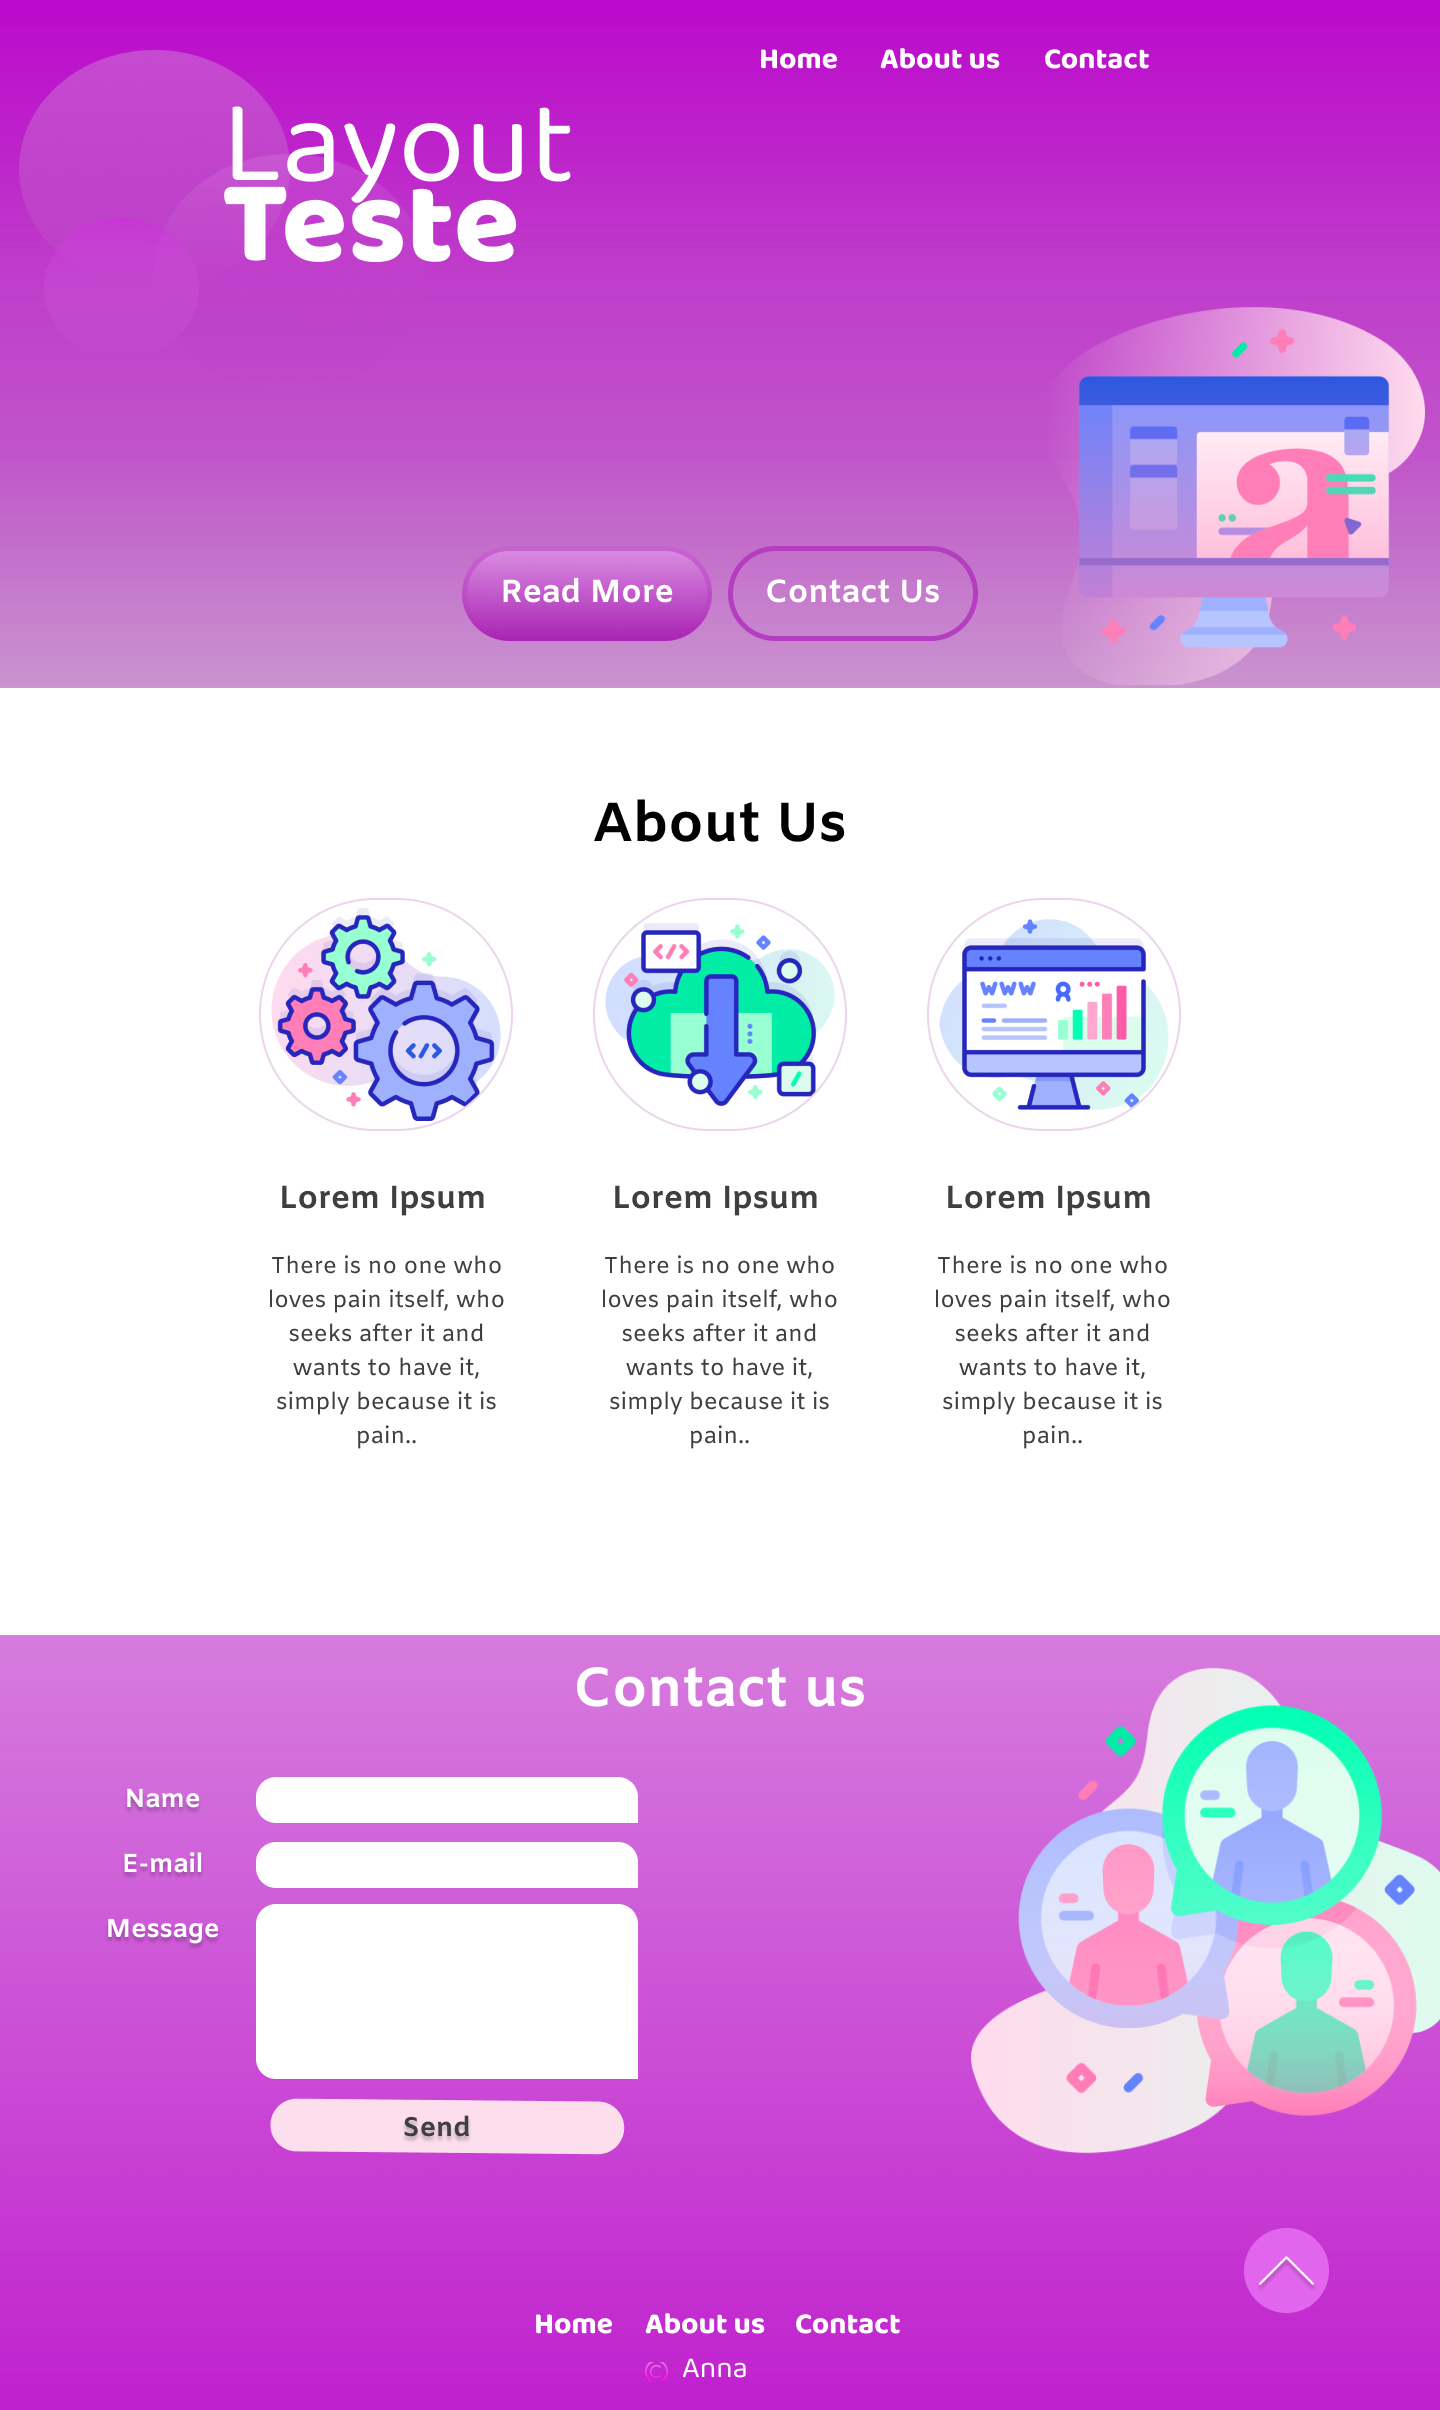 Home About us Contact
Layout
Teste
a
Read More Contact Us
About Us
</>
</>
/
WWW
Lorem Ipsum Lorem Ipsum Lorem Ipsum
There is no one who
loves pain itself, who
seeks after it and
wants to have it,
simply because it is
pain..
There is no one who
loves pain itself, who
seeks after it and
wants to have it,
simply because it is
pain..
There is no one who
loves pain itself, who
seeks after it and
wants to have it,
simply because it is
pain..
Contact us
Name
E-mail
Message
Send
Home About us Contact
© Anna